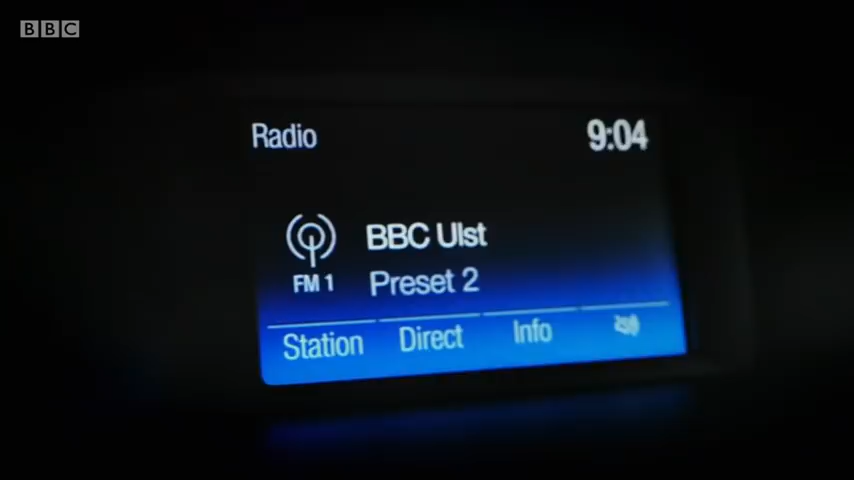 BBC
Radio
9:04
BBC Ulst
FM 1
Preset 2
Station
Direct
Info